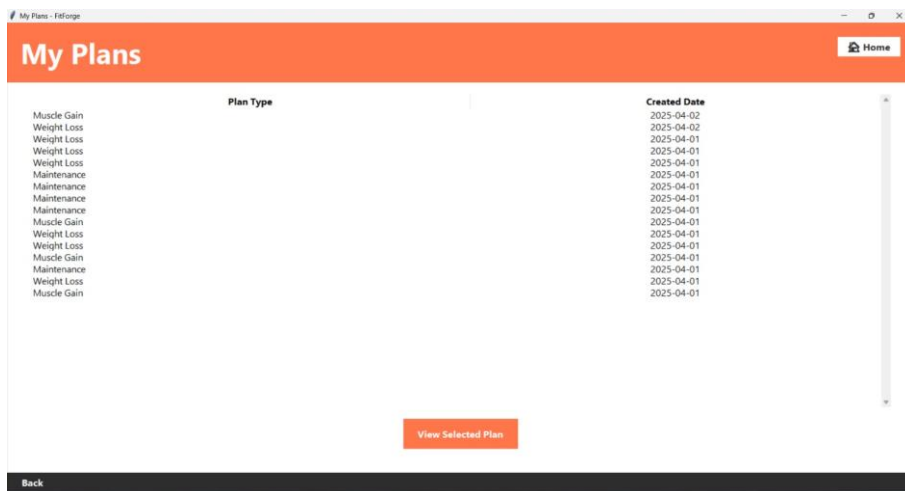 My Plans - FitForge
My Plans
Home
Plan Type Created Date
Muscle Gain 2025-04-02
Weight Loss 2025-04-02
Weight Loss 2025-04-01
Weight Loss 2025-04-01
Weight Loss 2025-04-01
Maintenance 2025-04-01
Maintenance 2025-04-01
Maintenance 2025-04-01
Maintenance 2025-04-01
Muscle Gain 2025-04-01
Weight Loss 2025-04-01
Weight Loss 2025-04-01
Muscle Gain 2025-04-01
Maintenance 2025-04-01
Weight Loss 2025-04-01
Muscle Gain 2025-04-01
View Selected Plan
Back